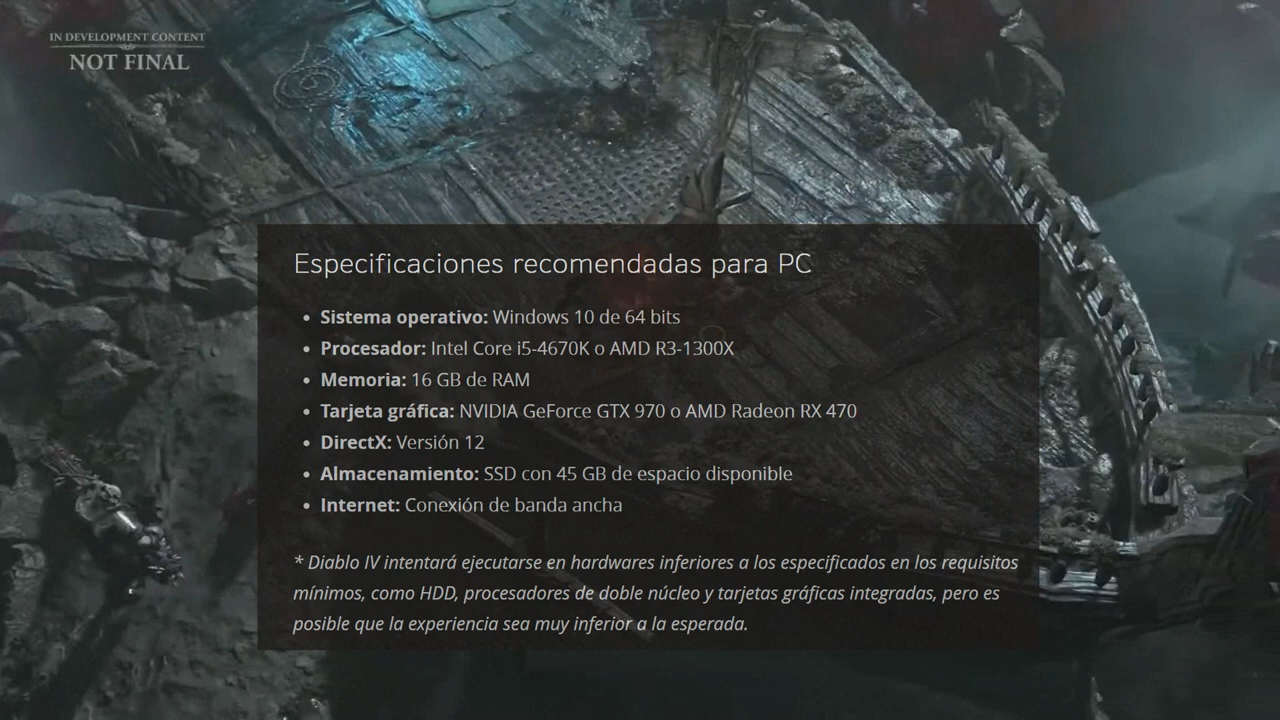 IN DEVELOPMENT CONTENT
NOT FINAL
Especificaciones recomendadas para PC
• Sistema operativo: Windows 10 de 64 bits
• Procesador: Intel Core i5-4670K o AMD R3-1300X
• Memoria: 16 GB de RAM
• Tarjeta gráfica: NVIDIA GeForce GTX 970 o AMD Radeon RX 470
• DirectX: Versión 12
• Almacenamiento: SSD con 45 GB de espacio disponible
• Internet: Conexión de banda ancha
* Diablo IV intentará ejecutarse en hardwares inferiores a los especificados en los requisitos
mínimos, como HDD, procesadores de doble núcleo y tarjetas gráficas integradas, pero es
posible que la experiencia sea muy inferior a la esperada.